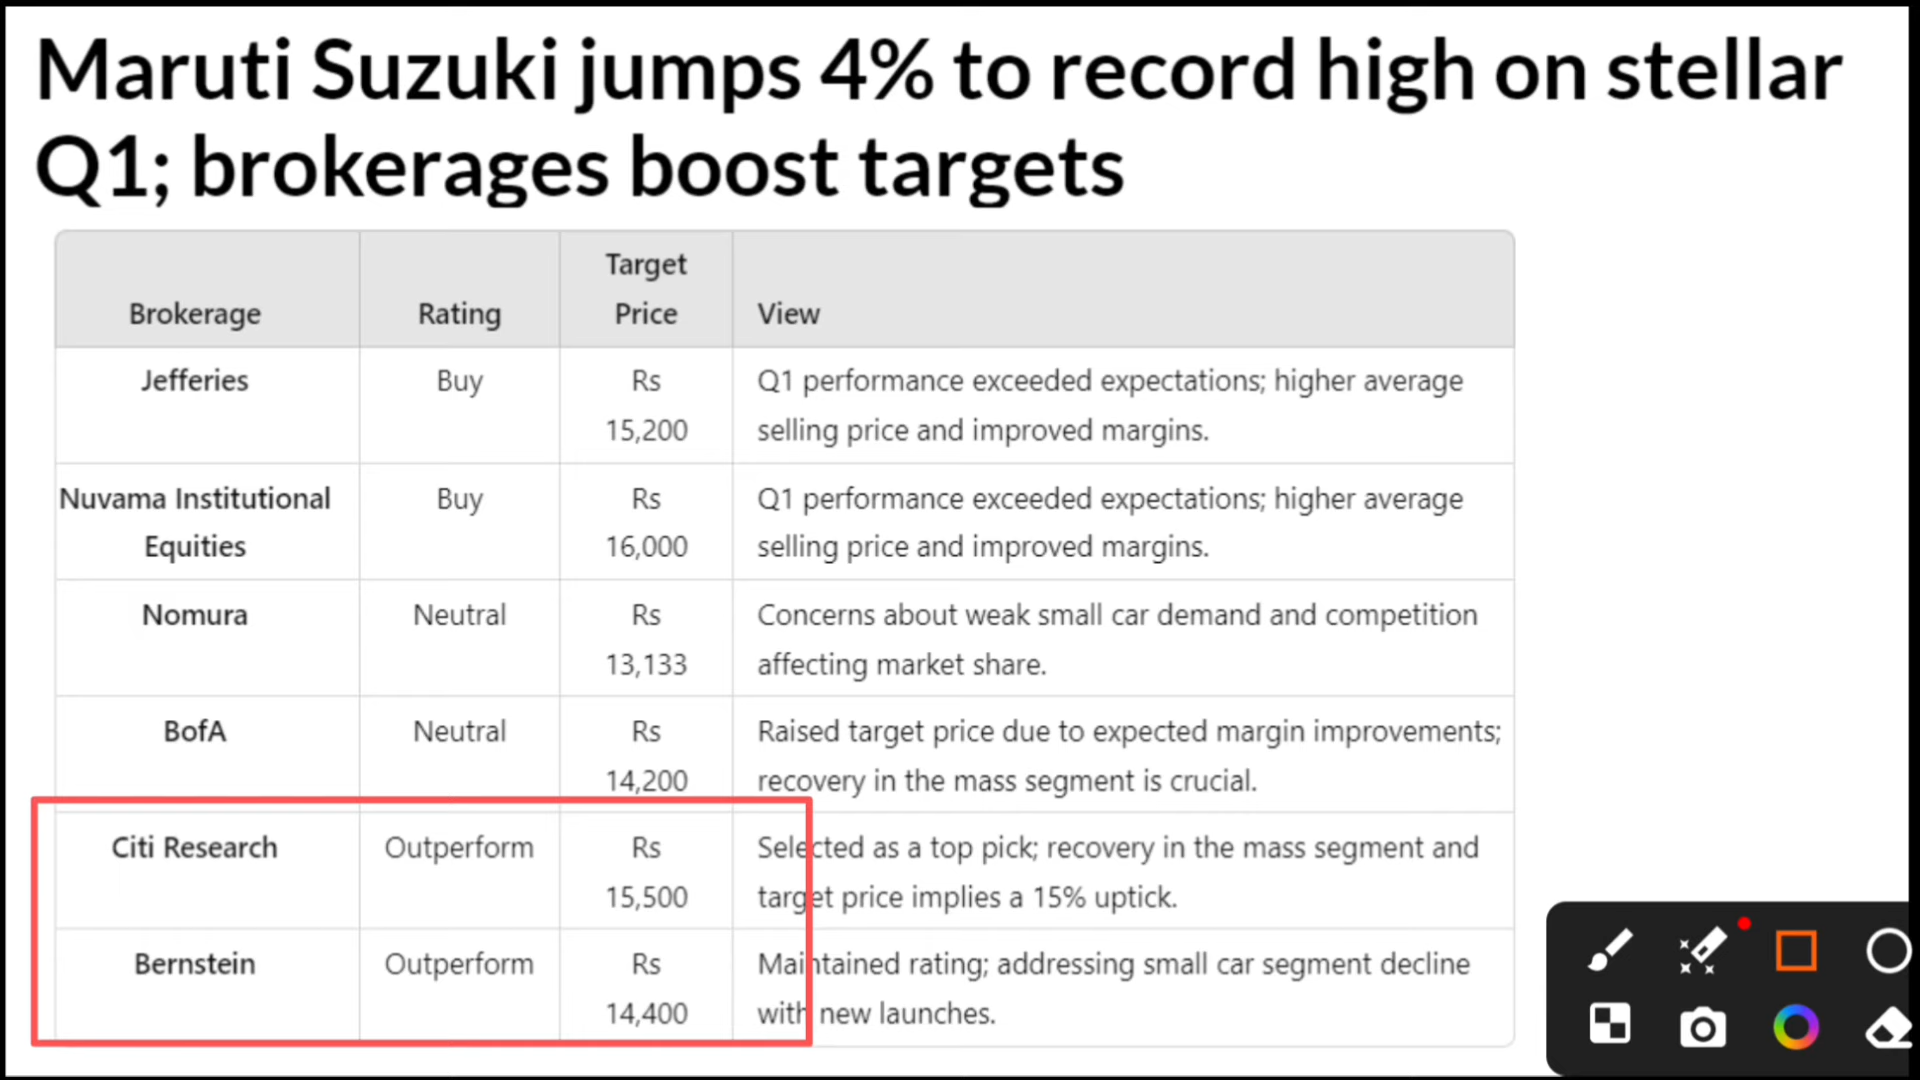 Maruti Suzuki jumps 4% to record high on stellar
Q1; brokerages boost targets
Brokerage Rating Target Price View
Jefferies Buy Rs 15,200 Q1 performance exceeded expectations; higher average
selling price and improved margins.
Nuvama Institutional Equities Buy Rs 16,000 Q1 performance exceeded expectations; higher average
selling price and improved margins.
Nomura Neutral Rs 13,133 Concerns about weak small car demand and competition
affecting market share.
BofA Neutral Rs 14,200 Raised target price due to expected margin improvements;
recovery in the mass segment is crucial.
Citi Research Outperform Rs 15,500 Selected as a top pick; recovery in the mass segment and
target price implies a 15% uptick.
Bernstein Outperform Rs 14,400 Maintained rating; addressing small car segment decline
with new launches.